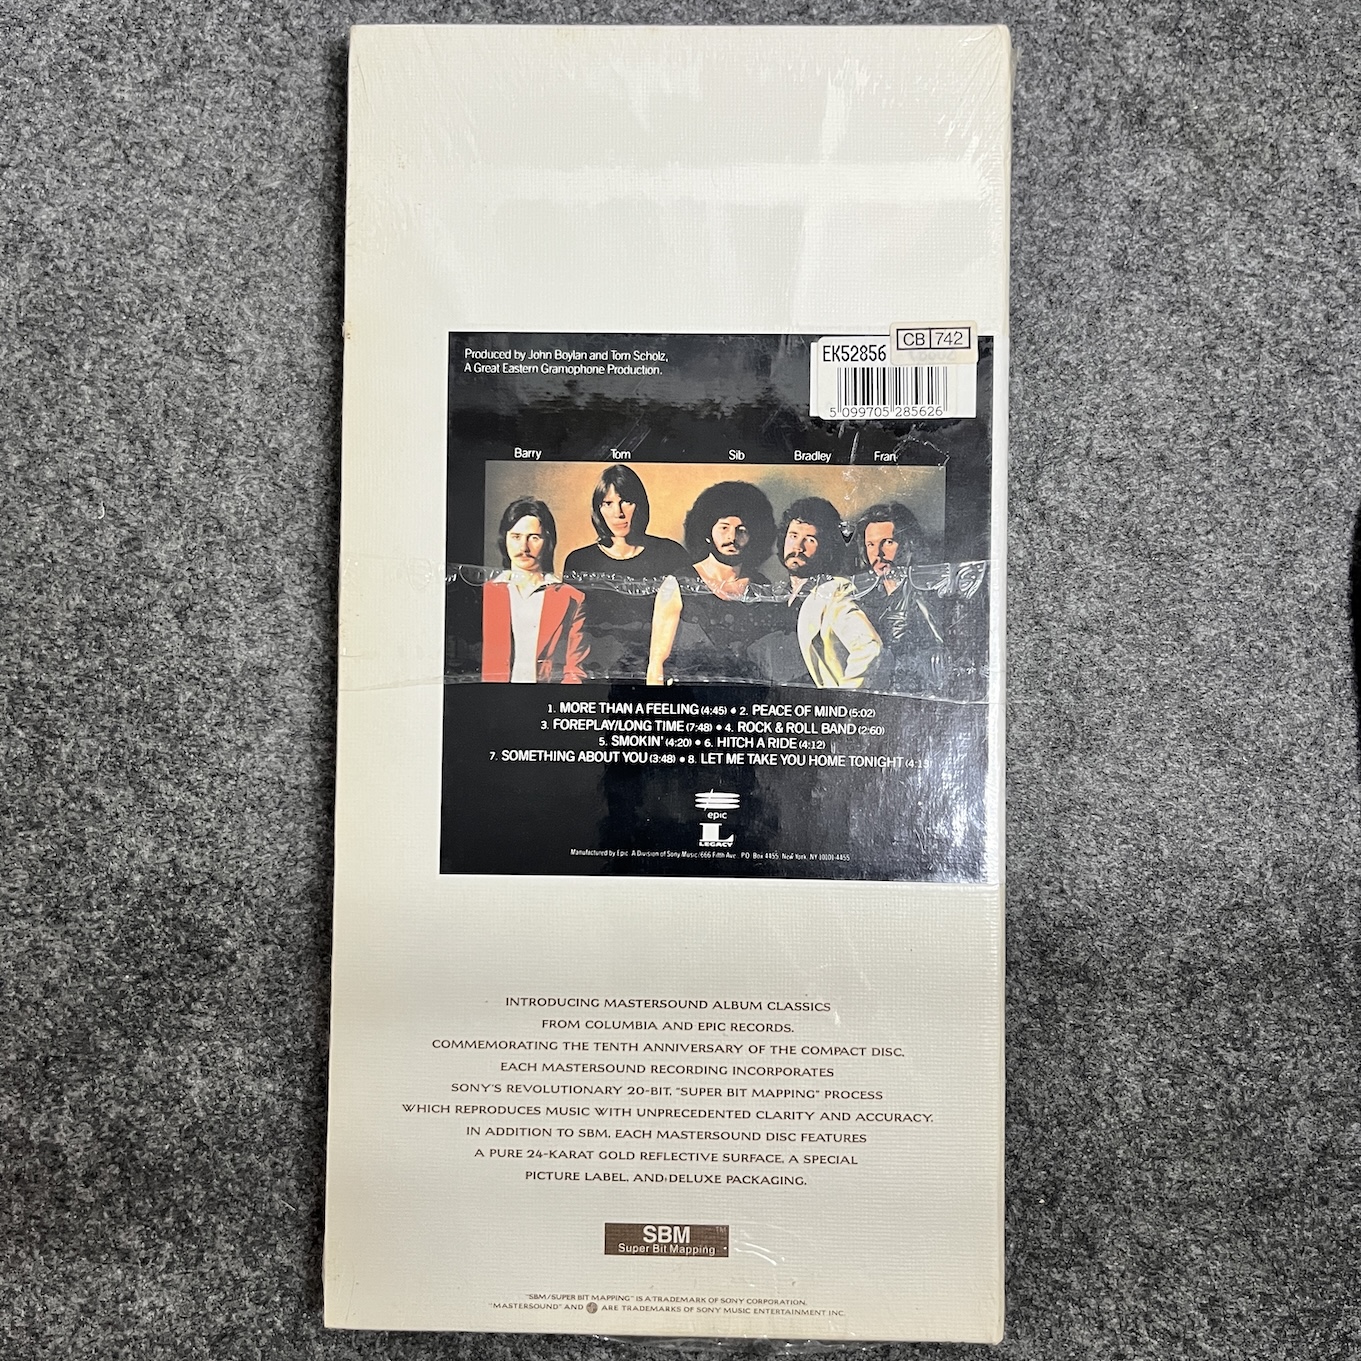 CB 742
EK52856
5 099705 285626
Produced by John Boylan and Tom Scholz,
A Great Eastern Gramophone Production.
Barry Tom Sib Bradley Fran
1. MORE THAN A FEELING (4:45) • 2. PEACE OF MIND (5:02)
3. FOREPLAY/LONG TIME (7:48) • 4. ROCK & ROLL BAND (2:60)
5. SMOKIN' (4:20) • 6. HITCH A RIDE (4:12)
7. SOMETHING ABOUT YOU (3:48) • 8. LET ME TAKE YOU HOME TONIGHT
epic
L
LEGACY
Manufactured by Epic A Division of Sony Music/666 Fifth Ave. P.O. Box 4455. New York. NY 10101-4455
INTRODUCING MASTERSOUND ALBUM CLASSICS
FROM COLUMBIA AND EPIC RECORDS.
COMMEMORATING THE TENTH ANNIVERSARY OF THE COMPACT DISC,
EACH MASTERSOUND RECORDING INCORPORATES
SONY'S REVOLUTIONARY 20-BIT, "SUPER BIT MAPPING" PROCESS
WHICH REPRODUCES MUSIC WITH UNPRECEDENTED CLARITY AND ACCURACY.
IN ADDITION TO SBM, EACH MASTERSOUND DISC FEATURES
A PURE 24-KARAT GOLD REFLECTIVE SURFACE, A SPECIAL
PICTURE LABEL, AND DELUXE PACKAGING.
SBM TM
Super Bit Mapping
"SBM/SUPER BIT MAPPING" IS A TRADEMARK OF SONY CORPORATION.
"MASTERSOUND" AND ARE TRADEMARKS OF SONY MUSIC ENTERTAINMENT INC.